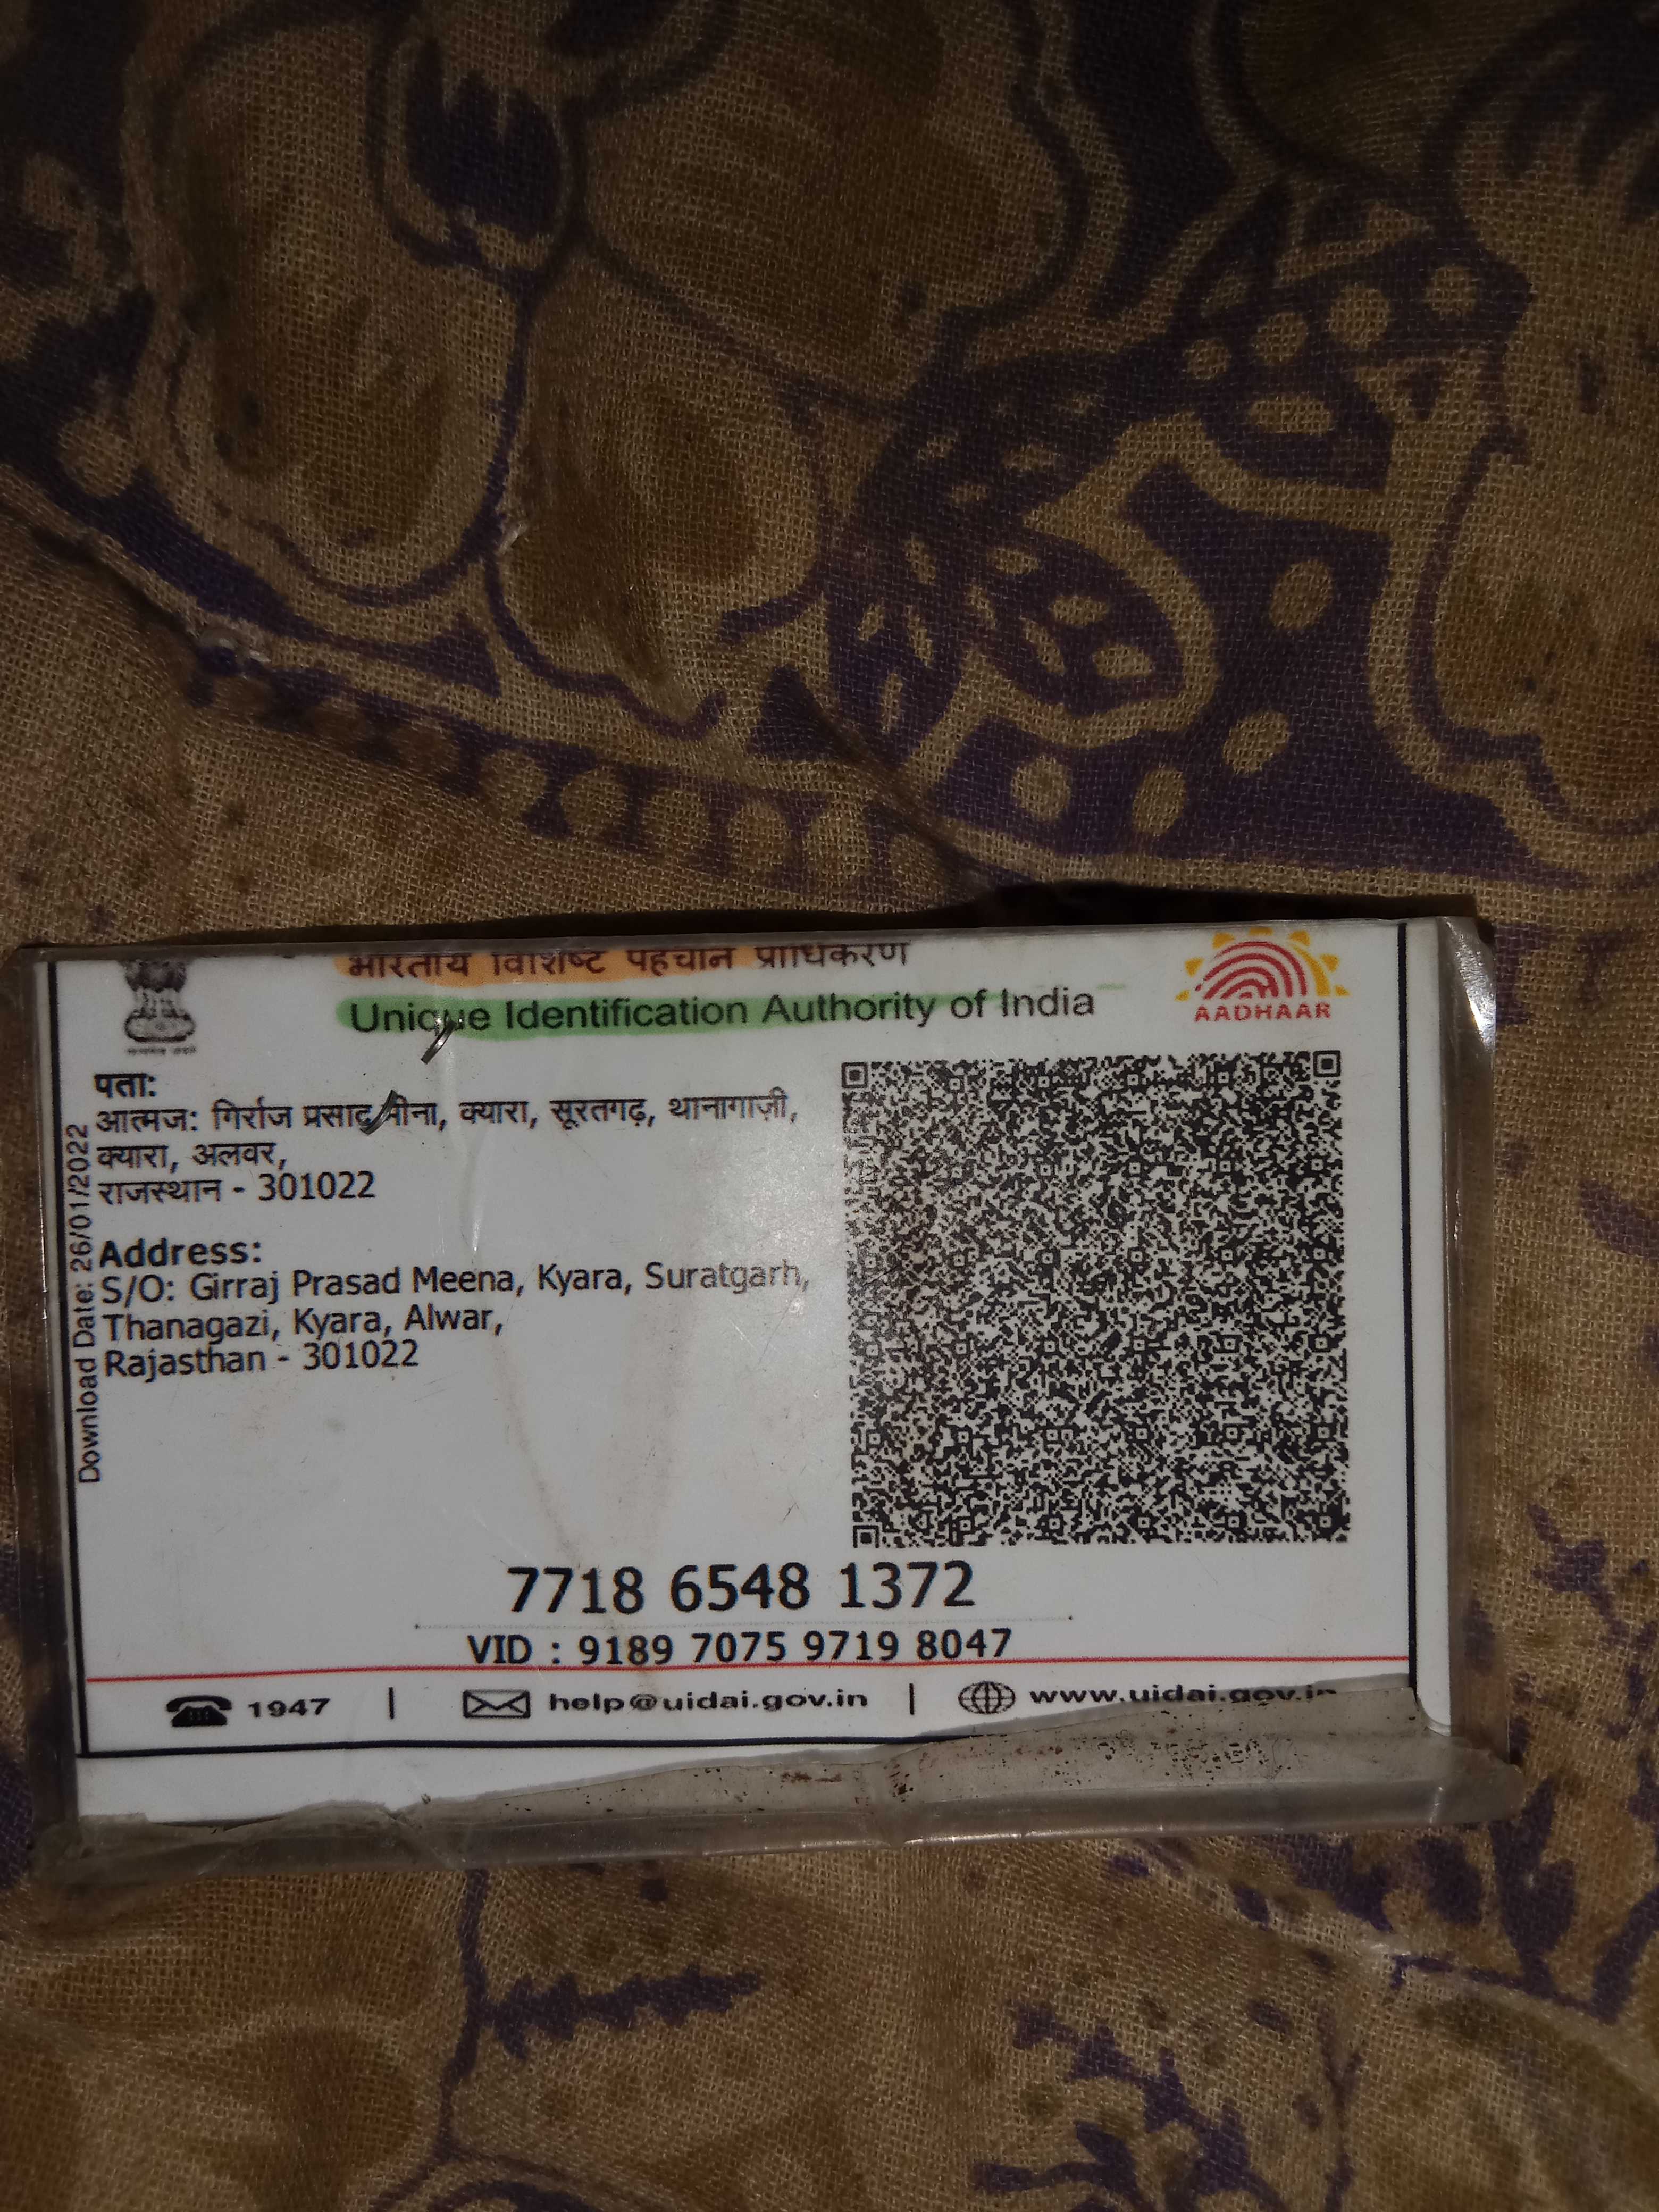 भारतीय विशिष्ट पहचान प्राधिकरण
Unique Identification Authority of India
AADHAAR
पता:
आत्मज: गिर्राज प्रसाद मीना, क्यारा, सूरतगढ़, थानागाज़ी,
क्यारा, अलवर,
राजस्थान - 301022
Address:
S/O: Girraj Prasad Meena, Kyara, Suratgarh,
Thanagazi, Kyara, Alwar,
Rajasthan - 301022
Download Date: 26/01/2022
7718 6548 1372
VID : 9189 7075 9719 8047
1947 | help@uidai.gov.in | www.uidai.gov.in